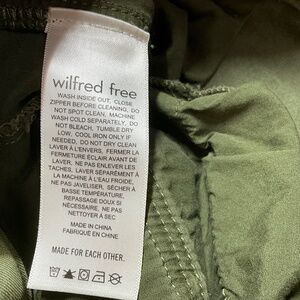 wilfred free
WASH INSIDE OUT, CLOSE
ZIPPER BEFORE CLEANING, DO
NOT SPOT CLEAN, MACHINE
WASH COLD SEPARATELY, DO
NOT BLEACH, TUMBLE DRY
LOW, COOL IRON ONLY IF
NEEDED, DO NOT DRY CLEAN
LAVER À L'ENVERS, FERMER LA
FERMETURE ÉCLAIR AVANT DE
LAVER, NE PAS NETTOYER LES
TACHES, LAVER SÉPARÉMENT À
LA MACHINE À L'EAU FROIDE,
NE PAS JAVELISER, SÉCHER À
BASSE TEMPÉRATURE,
REPASSAGE DOUX SI
NÉCESSAIRE, NE PAS
NETTOYER À SEC
MADE IN CHINA
FABRIQUÉ EN CHINE
MADE FOR EACH OTHER.